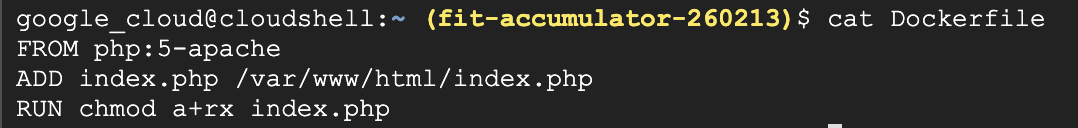 google_cloud@cloudshell:~ (fit-accumulator-260213)$ cat Dockerfile
FROM php:5-apache
ADD index.php /var/www/html/index.php
RUN chmod a+rx index.php